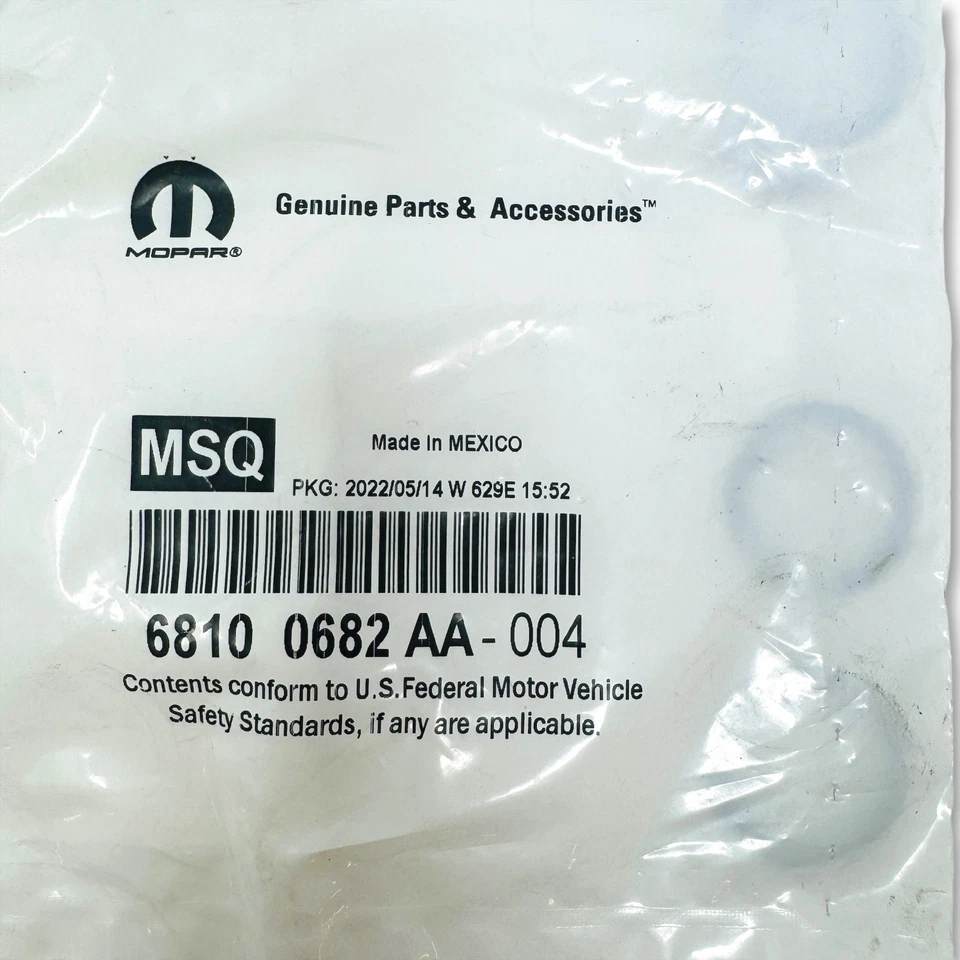 MOPAR®
Genuine Parts & Accessories™
MSQ
Made In MEXICO
PKG: 2022/05/14 W 629E 15:52
6810 0682 AA - 004
Contents conform to U.S. Federal Motor Vehicle
Safety Standards, if any are applicable.